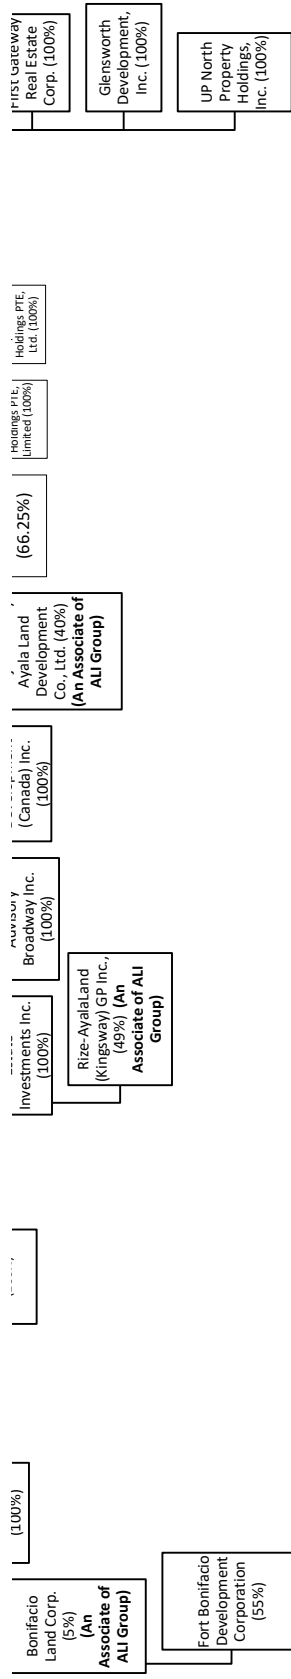 Bonifacio
Land Corp.
(5%)
(An
Associate of
ALI Group)
Fort Bonifacio
Development
Corporation
(55%)
(100%)
Investments Inc.
(100%)
Rize-AyalaLand
(Kingsway) GP Inc.,
(49%) (An
Associate of ALI
Group)
Advisory
Broadway Inc.
(100%)
(Canada) Inc.
(100%)
Ayala Land
Development
Co., Ltd. (40%)
(An Associate of
ALI Group)
(66.25%)
Holdings PTE,
Limited (100%)
Holdings PTE,
Ltd. (100%)
First Gateway
Real Estate
Corp. (100%)
Glensworth
Development,
Inc. (100%)
UP North
Property
Holdings,
Inc. (100%)